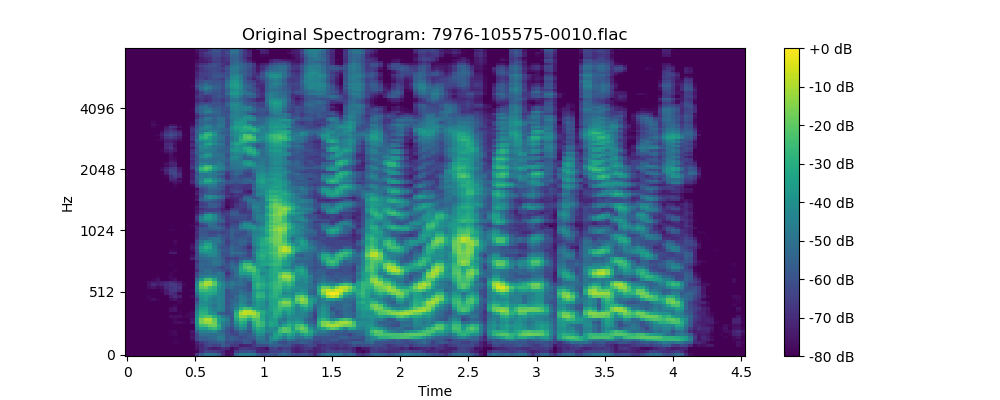 Original Spectrogram: 7976-105575-0010.flac
Hz
4096
2048
1024
512
0
0 0.5 1 1.5 2 2.5 3 3.5 4 4.5
Time
+0 dB
-10 dB
-20 dB
-30 dB
-40 dB
-50 dB
-60 dB
-70 dB
-80 dB